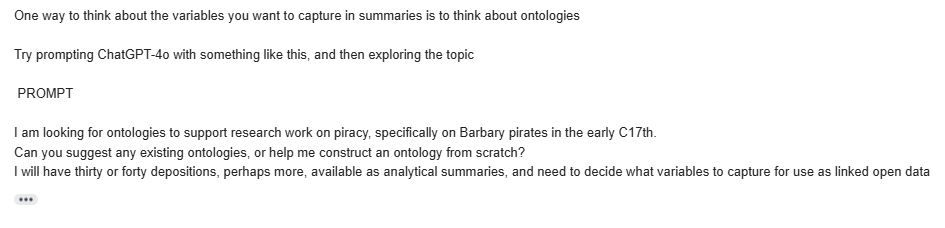 One way to think about the variables you want to capture in summaries is to think about ontologies
Try prompting ChatGPT-4o with something like this, and then exploring the topic
PROMPT
I am looking for ontologies to support research work on piracy, specifically on Barbary pirates in the early C17th.
Can you suggest any existing ontologies, or help me construct an ontology from scratch?
I will have thirty or forty depositions, perhaps more, available as analytical summaries, and need to decide what variables to capture for use as linked open data